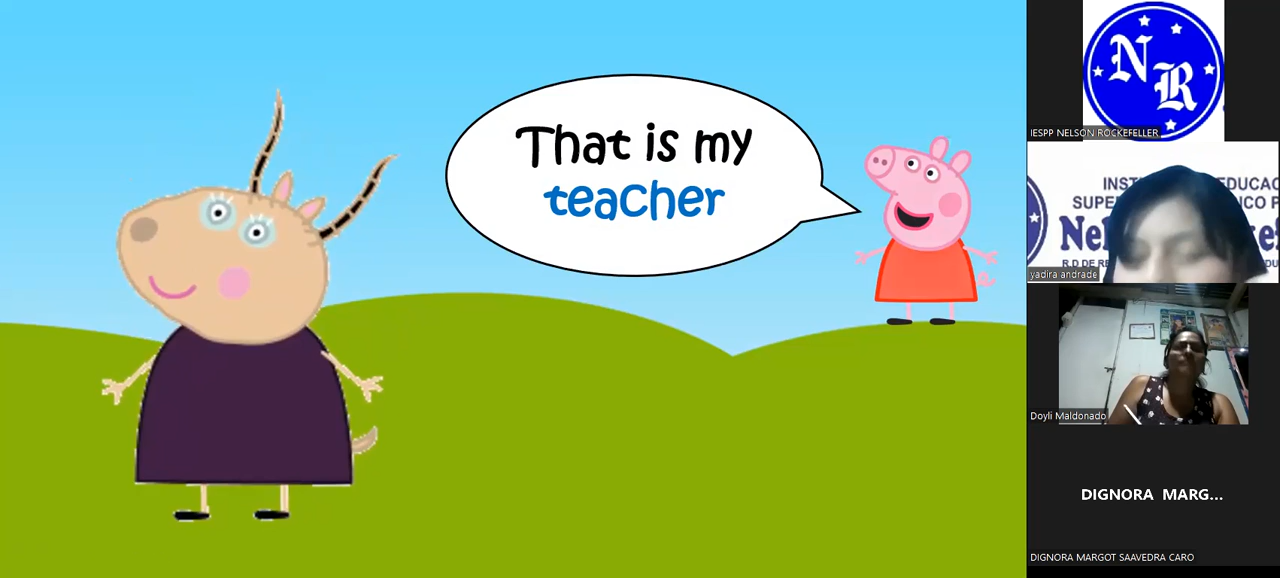 That is my
teacher
N
R
IESPP NELSON ROCKEFELLER
yadira andrade
Doyli Maldonado
DIGNORA MARG...
DIGNORA MARGOT SAAVEDRA CARO